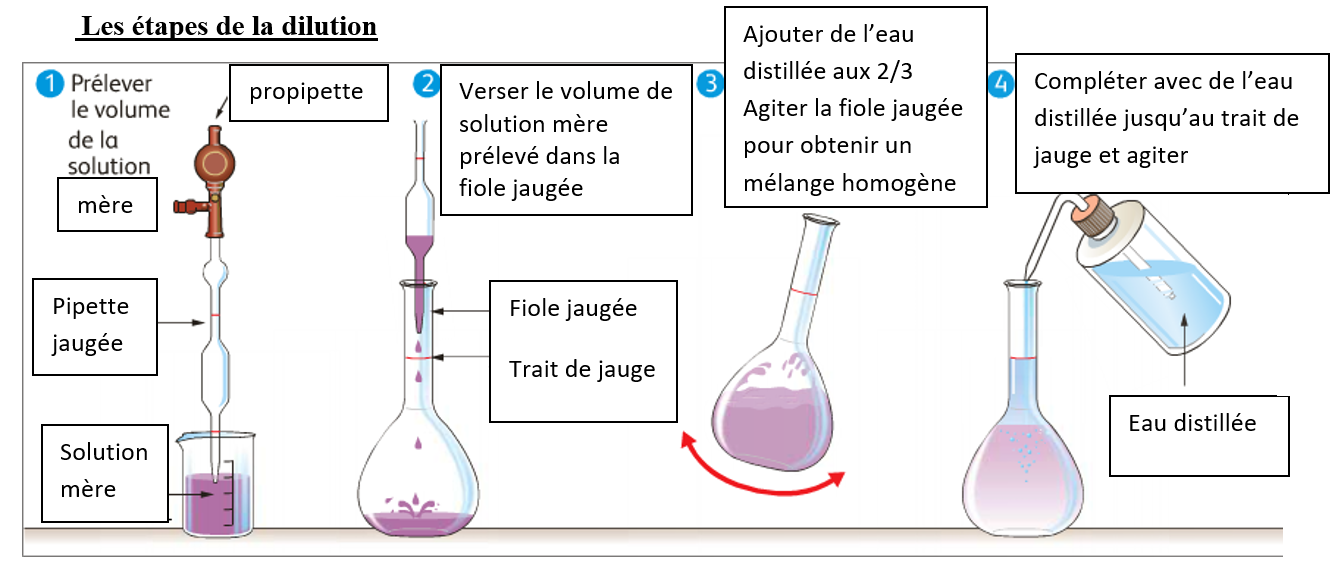 Les étapes de la dilution
1 Prélever
le volume
de la
solution
mère
propipette
Pipette
jaugée
Solution
mère
2 Verser le volume de
solution mère
prélevé dans la
fiole jaugée
Fiole jaugée
Trait de jauge
3 Ajouter de l’eau
distillée aux 2/3
Agiter la fiole jaugée
pour obtenir un
mélange homogène
4 Compléter avec de l’eau
distillée jusqu’au trait de
jauge et agiter
Eau distillée